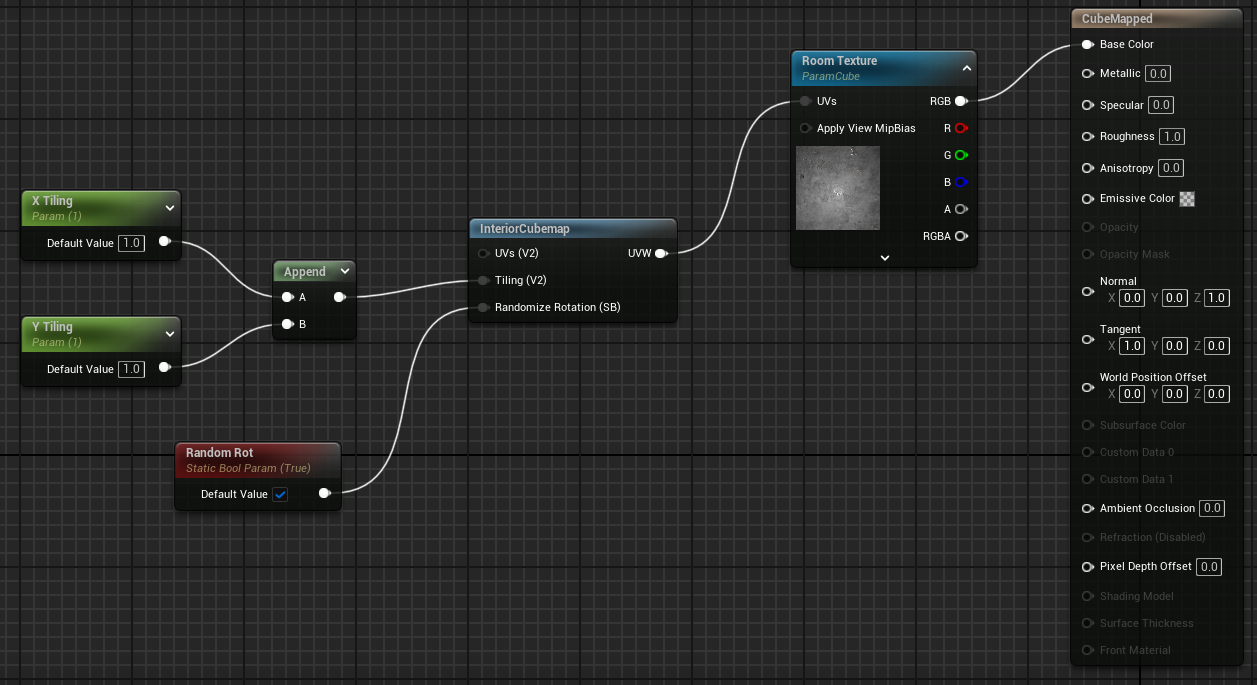 X Tiling
Param (1)
Default Value 1.0
Y Tiling
Param (1)
Default Value 1.0
Append
A
B
Random Rot
Static Bool Param (True)
Default Value
InteriorCubemap
UVs (V2) UVW
Tiling (V2)
Randomize Rotation (SB)
Room Texture
ParamCube
UVs RGB
Apply View MipBias R
G
B
A
RGBA
CubeMapped
Base Color
Metallic 0.0
Specular 0.0
Roughness 1.0
Anisotropy 0.0
Emissive Color
Opacity
Opacity Mask
Normal
X 0.0 Y 0.0 Z 1.0
Tangent
X 1.0 Y 0.0 Z 0.0
World Position Offset
X 0.0 Y 0.0 Z 0.0
Subsurface Color
Custom Data 0
Custom Data 1
Ambient Occlusion 0.0
Refraction (Disabled)
Pixel Depth Offset 0.0
Shading Model
Surface Thickness
Front Material